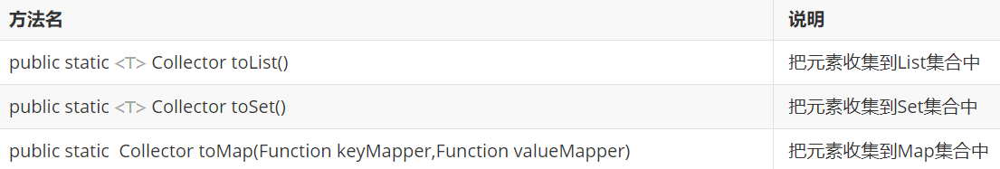 方法名 说明
public static <T> Collector toList() 把元素收集到List集合中
public static <T> Collector toSet() 把元素收集到Set集合中
public static  Collector toMap(Function keyMapper,Function valueMapper) 把元素收集到Map集合中